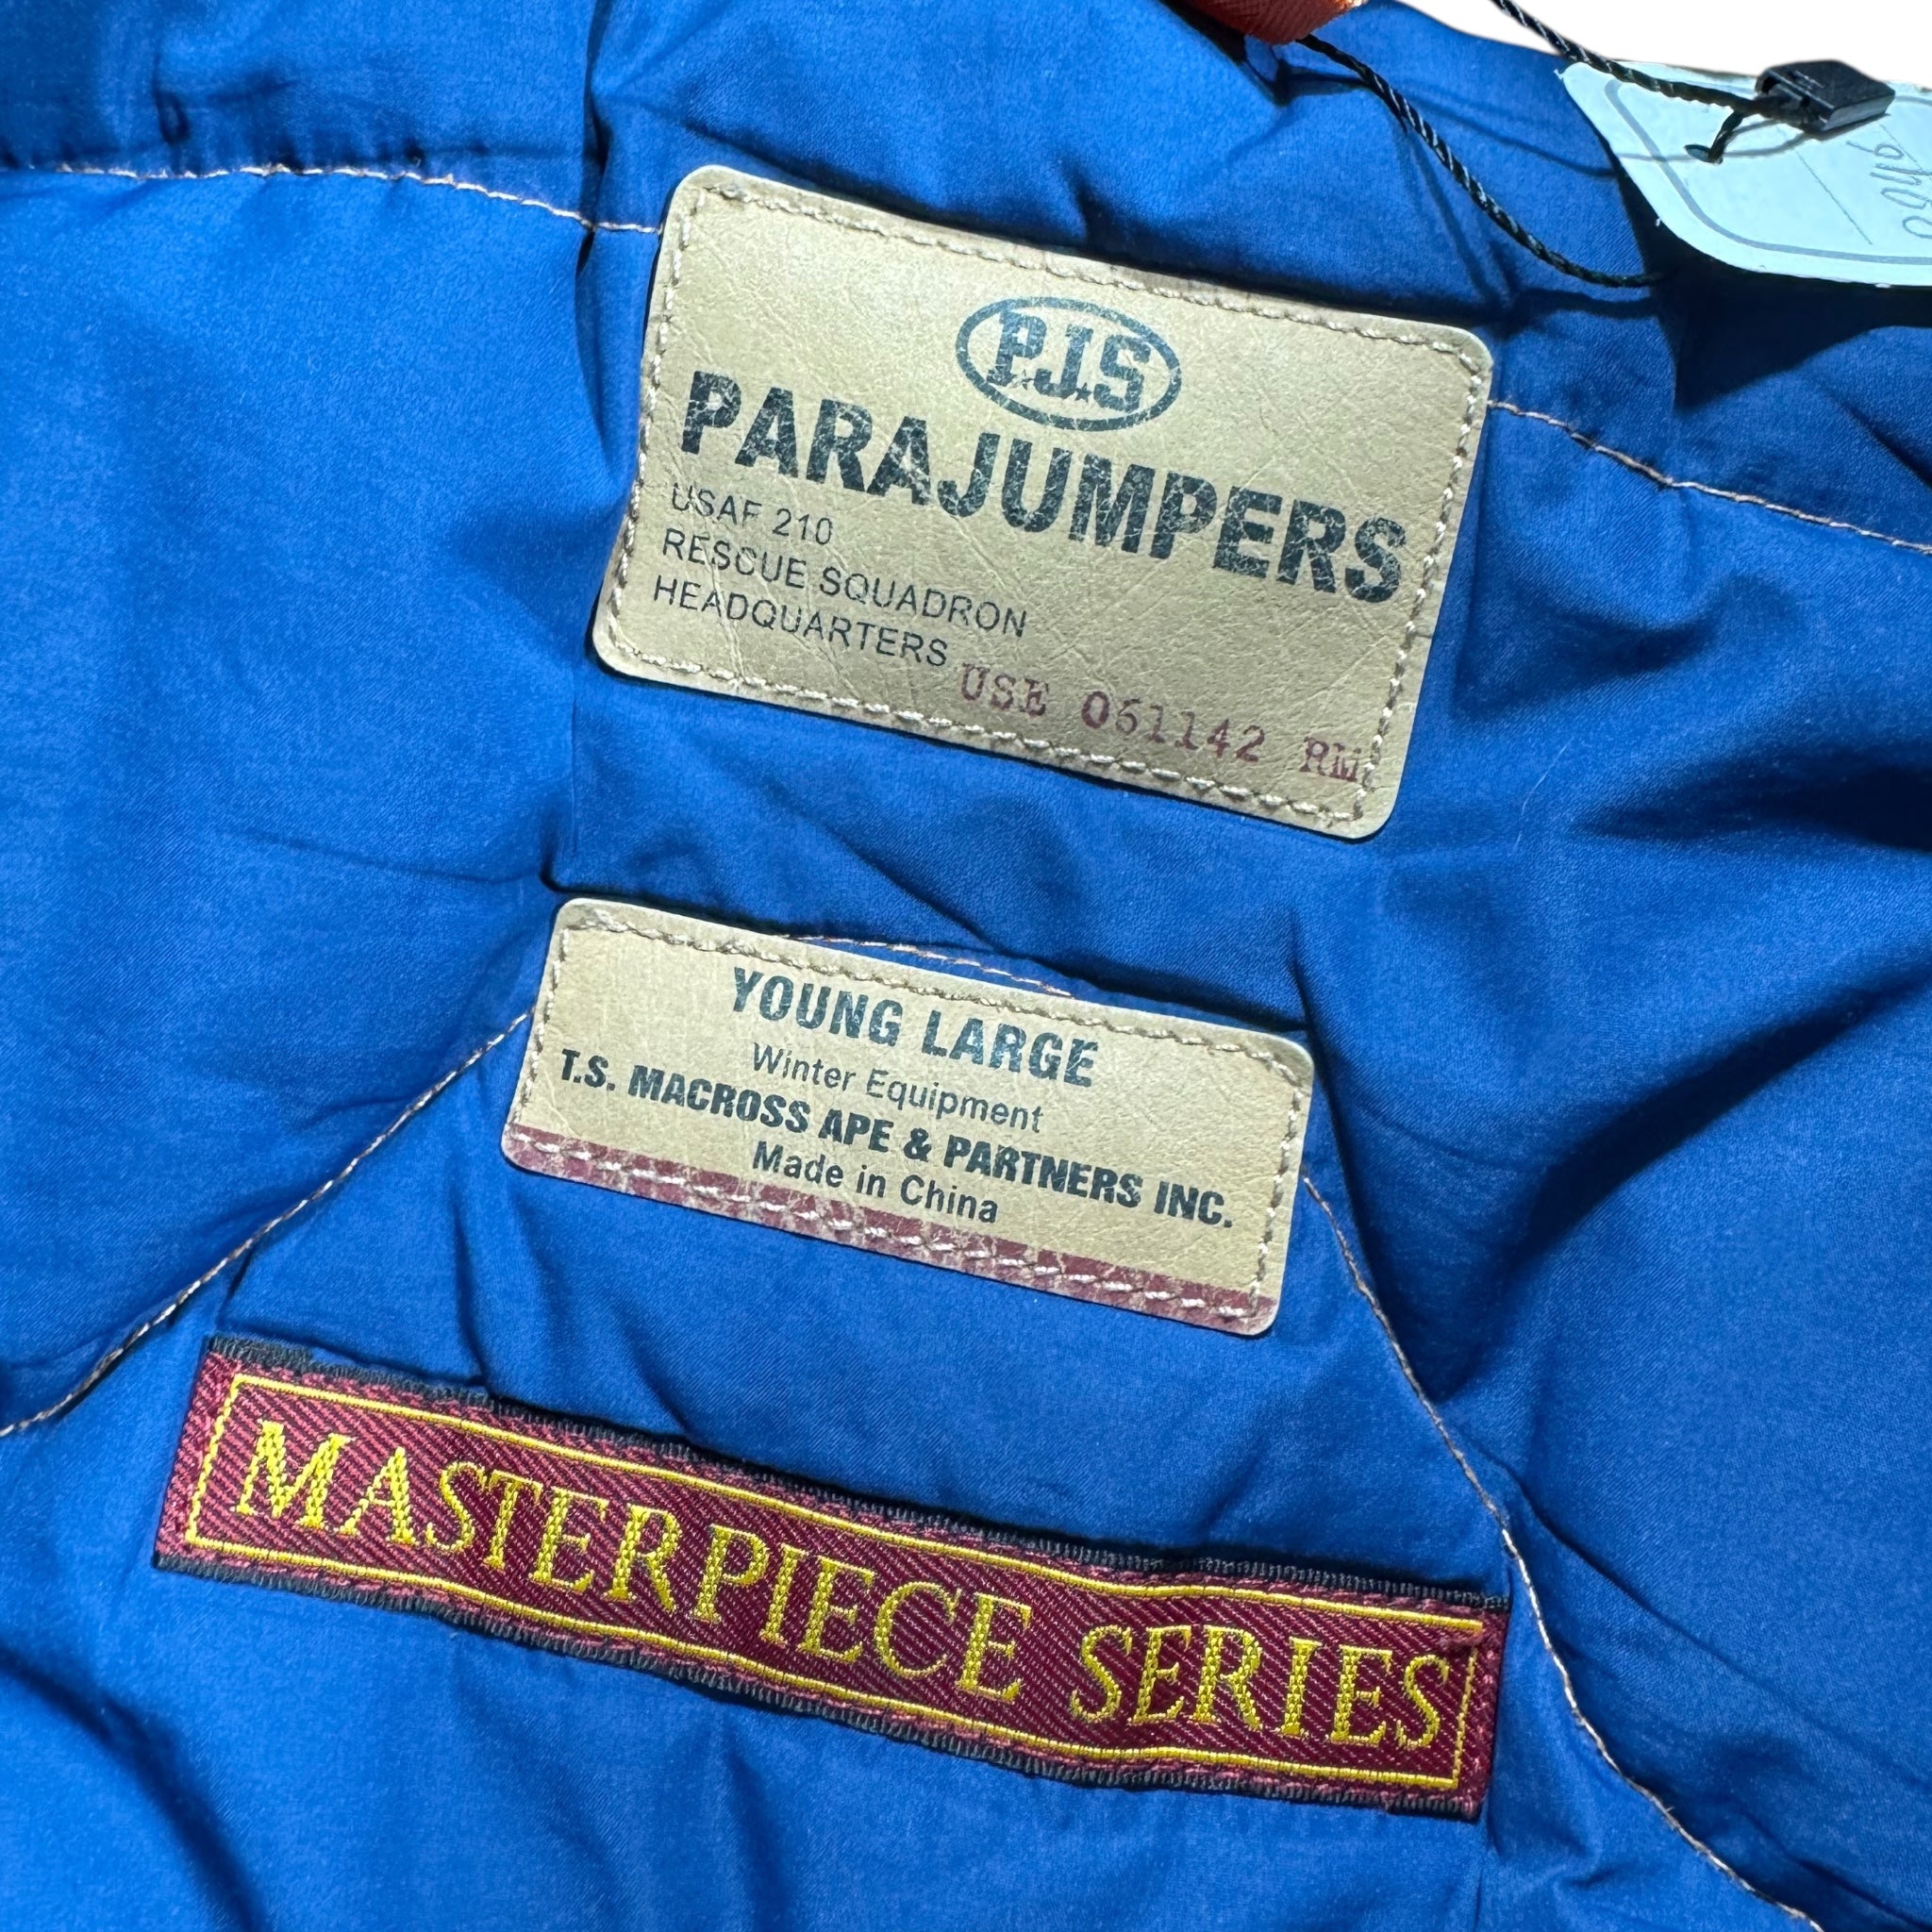 P.J.S
PARAJUMPERS
USAF 210
RESCUE SQUADRON
HEADQUARTERS
USE 061142 RM
YOUNG LARGE
Winter Equipment
T.S. MACROSS APE & PARTNERS INC.
Made in China
MASTERPIECE SERIES